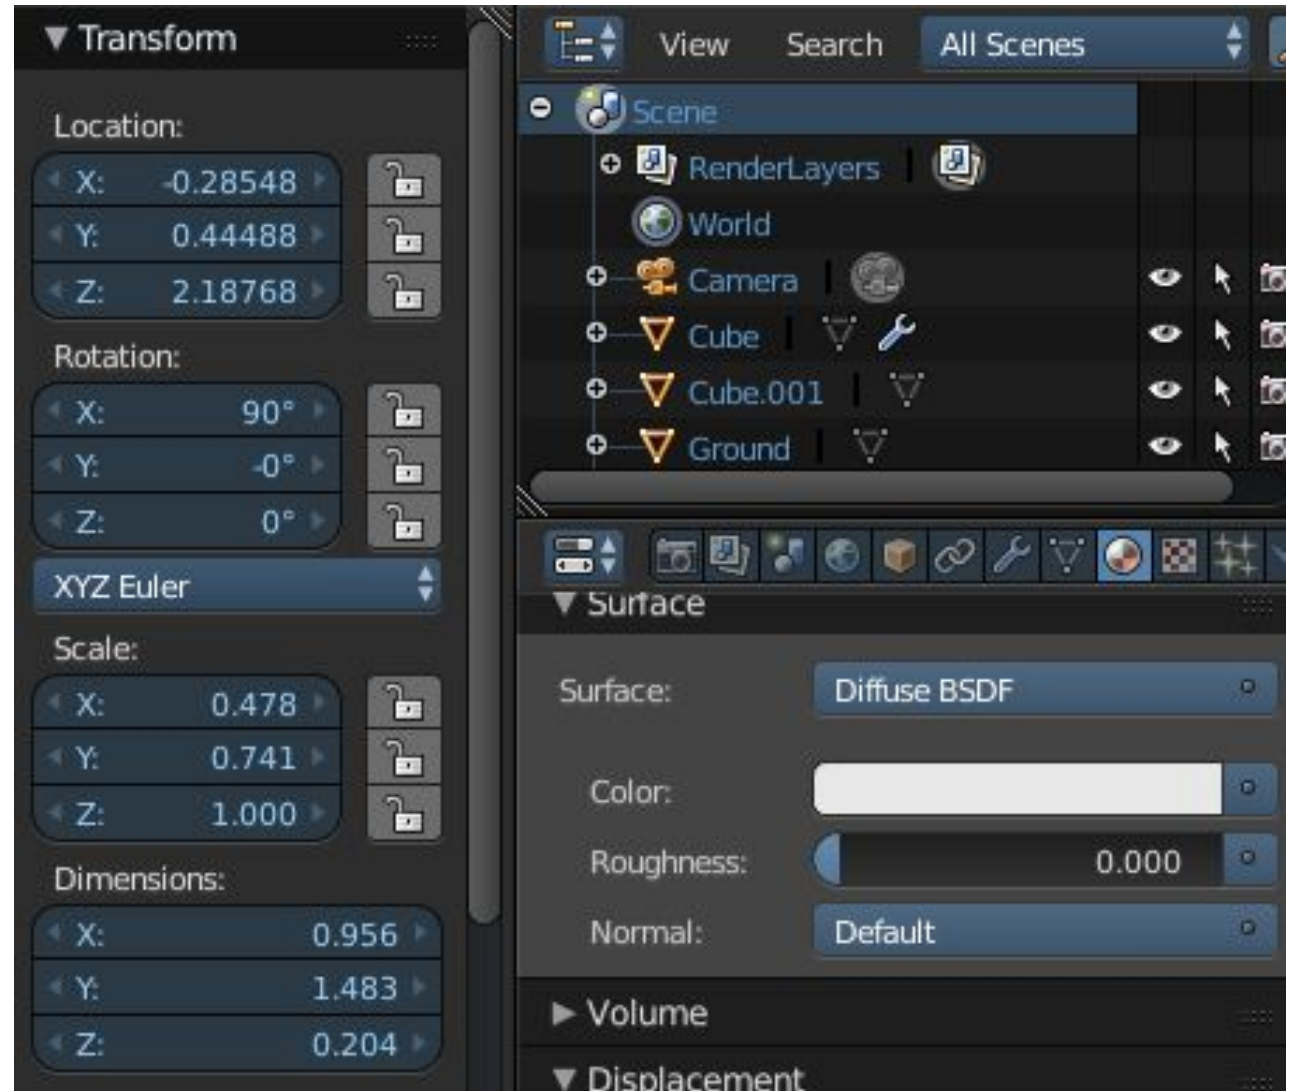 Transform
Location:
X: -0.28548
Y: 0.44488
Z: 2.18768
Rotation:
X: 90°
Y: -0°
Z: 0°
XYZ Euler
Scale:
X: 0.478
Y: 0.741
Z: 1.000
Dimensions:
X: 0.956
Y: 1.483
Z: 0.204
View Search All Scenes
Scene
RenderLayers
World
Camera
Cube
Cube.001
Ground
Surface
Surface: Diffuse BSDF
Color:
Roughness: 0.000
Normal: Default
Volume
Displacement